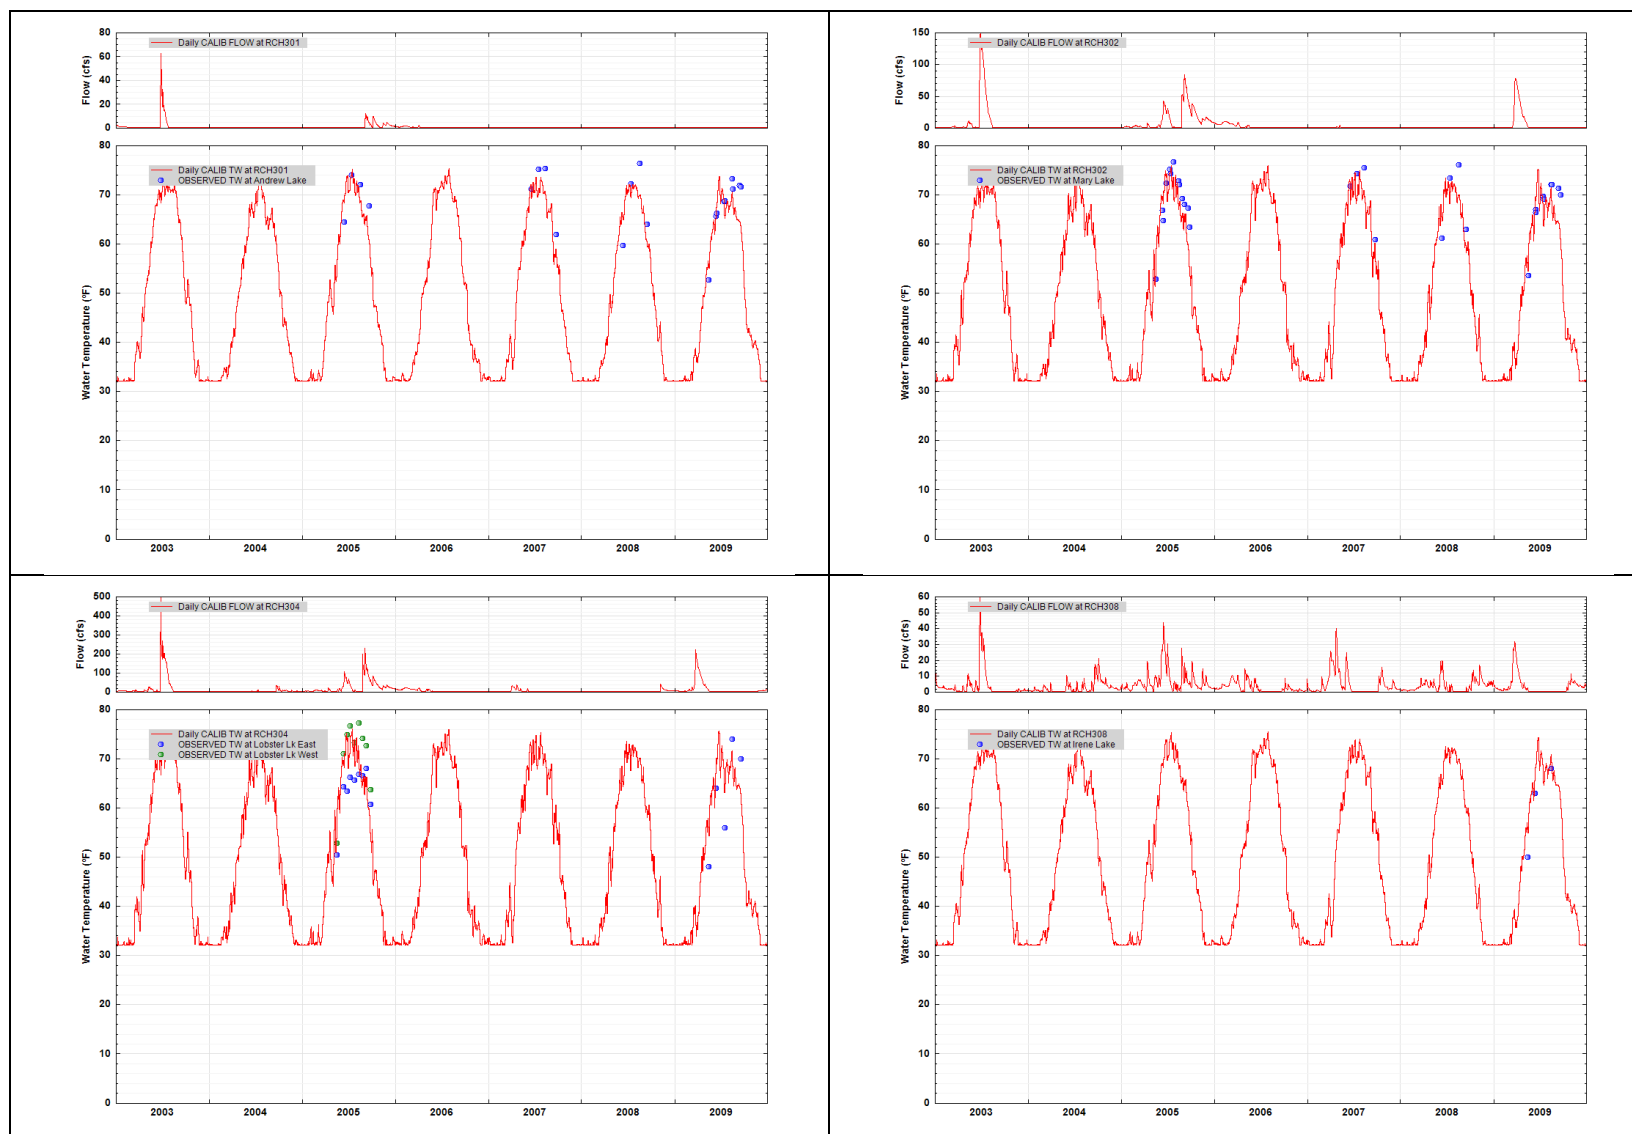 80
60
40
20
0
Flow (cfs)
Daily CALIB FLOW at RCH301
80
70
60
50
40
30
20
10
0
Water Temperature (ºF)
Daily CALIB TW at RCH301
OBSERVED TW at Andrew Lake
2003 2004 2005 2006 2007 2008 2009
150
100
50
0
Flow (cfs)
Daily CALIB FLOW at RCH302
80
70
60
50
40
30
20
10
0
Water Temperature (ºF)
Daily CALIB TW at RCH302
OBSERVED TW at Mary Lake
2003 2004 2005 2006 2007 2008 2009
500
400
300
200
100
0
Flow (cfs)
Daily CALIB FLOW at RCH304
80
70
60
50
40
30
20
10
0
Water Temperature (ºF)
Daily CALIB TW at RCH304
OBSERVED TW at Lobster Lk East
OBSERVED TW at Lobster Lk West
2003 2004 2005 2006 2007 2008 2009
60
50
40
30
20
10
0
Flow (cfs)
Daily CALIB FLOW at RCH308
80
70
60
50
40
30
20
10
0
Water Temperature (ºF)
Daily CALIB TW at RCH308
OBSERVED TW at Irene Lake
2003 2004 2005 2006 2007 2008 2009